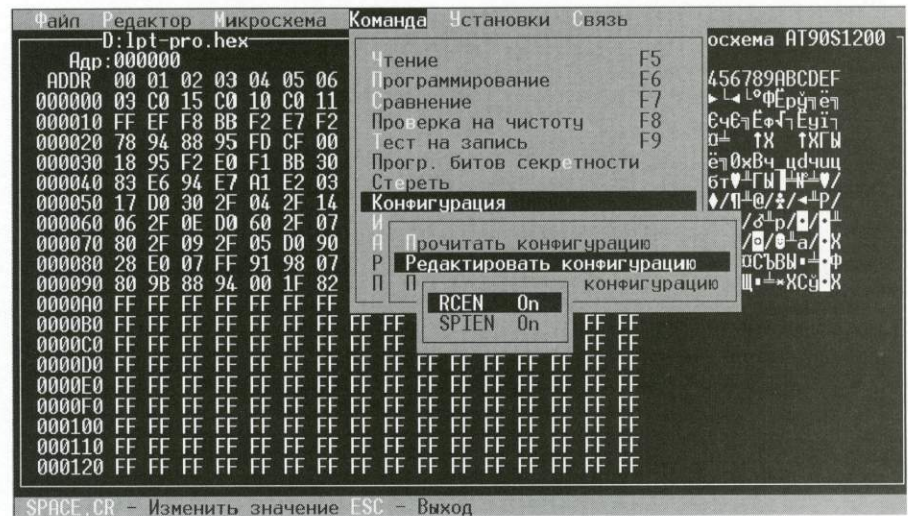 Файл Редактор Микросхема Команда Установки Связь
D:lpt-pro.hex
осхема AT90S1200
Адр:000000
ADDR 00 01 02 03 04 05 06
456789ABCDEF
000000 03 C0 15 C0 10 C0 11
000010 FF EF F8 BB F2 E7 F2
000020 78 94 88 95 FD CF 00
000030 18 95 F2 E0 F1 BB 30
000040 83 E6 94 E7 A1 E2 03
000050 17 D0 30 2F 04 2F 14
000060 06 2F 0E D0 60 2F 07
000070 80 2F 09 2F 05 D0 90
000080 28 E0 07 FF 91 98 07
000090 80 9B 88 94 00 1F 82
0000A0 FF FF FF FF FF FF FF
0000B0 FF FF FF FF FF FF FF FF FF FF FF
0000C0 FF FF FF FF FF FF FF FF FF FF FF
0000D0 FF FF FF FF FF FF FF FF FF FF FF FF FF FF FF FF
0000E0 FF FF FF FF FF FF FF FF FF FF FF FF FF FF FF FF
0000F0 FF FF FF FF FF FF FF FF FF FF FF FF FF FF FF FF
000100 FF FF FF FF FF FF FF FF FF FF FF FF FF FF FF FF
000110 FF FF FF FF FF FF FF FF FF FF FF FF FF FF FF FF
000120 FF FF FF FF FF FF FF FF FF FF FF FF FF FF FF FF
Чтение F5
Программирование F6
Сравнение F7
Проверка на чистоту F8
Тест на запись F9
Прогр. битов секретности
Стереть
Конфигурация
И
А
Р
П
Прочитать конфигурацию
Редактировать конфигурацию
П конфигурацию
RCEN On
SPIEN On
SPACE,CR - Изменить значение ESC - Выход